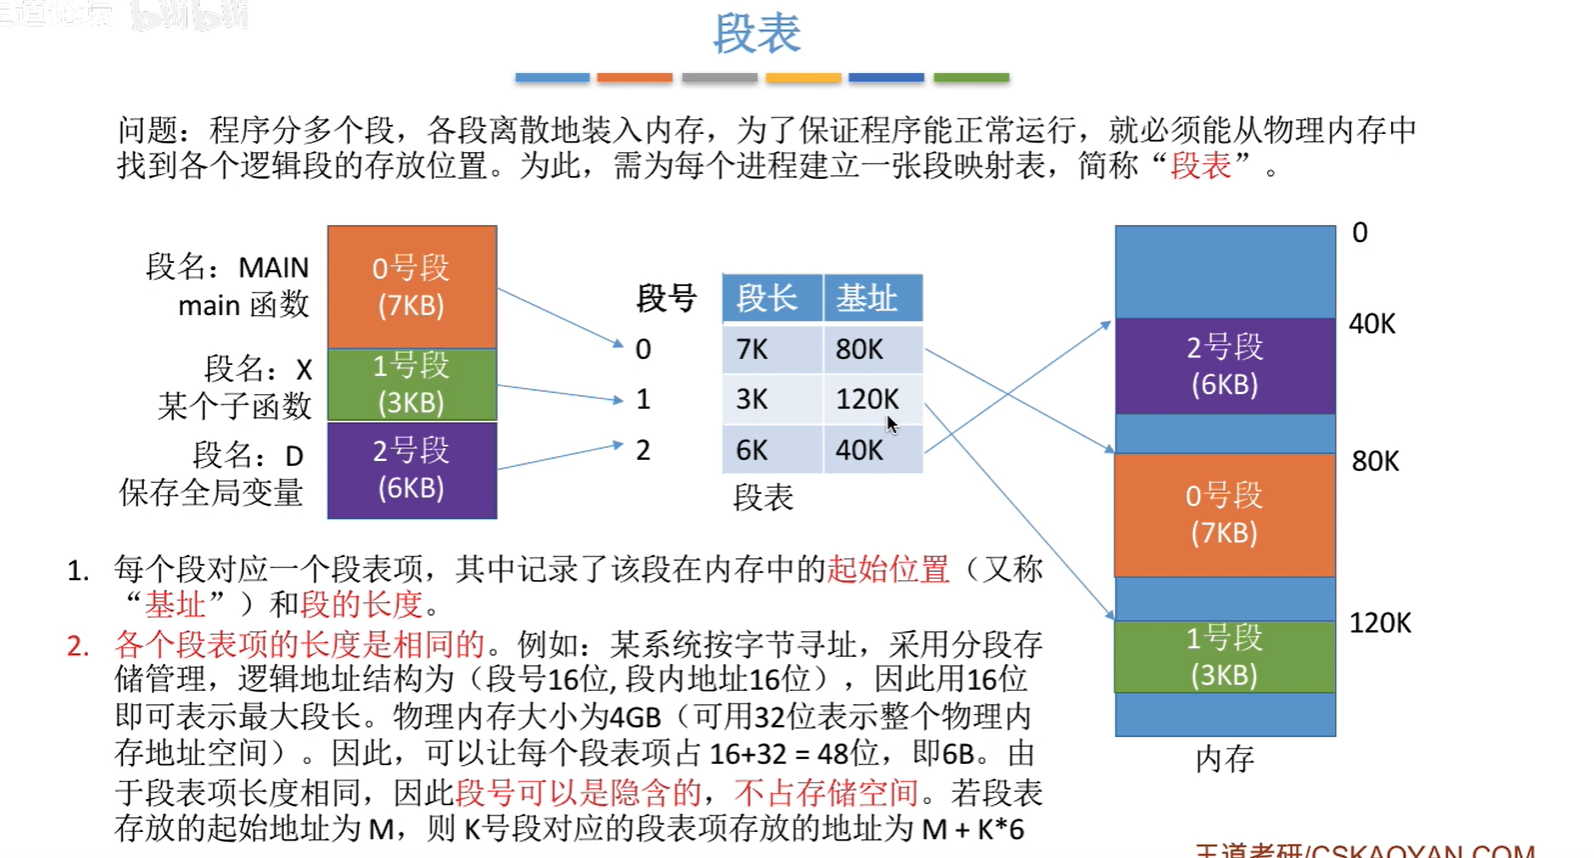 王道论坛 bilibili
段表
问题：程序分多个段，各段离散地装入内存，为了保证程序能正常运行，就必须能从物理内存中
找到各个逻辑段的存放位置。为此，需为每个进程建立一张段映射表，简称“段表”。
段名：MAIN
main 函数
0号段
(7KB)
段名：X
某个子函数
1号段
(3KB)
段名：D
保存全局变量
2号段
(6KB)
段号 段长 基址
0 7K 80K
1 3K 120K
2 6K 40K
段表
0
40K
2号段
(6KB)
80K
0号段
(7KB)
120K
1号段
(3KB)
内存
1. 每个段对应一个段表项，其中记录了该段在内存中的起始位置（又称
“基址”）和段的长度。
2. 各个段表项的长度是相同的。例如：某系统按字节寻址，采用分段存
储管理，逻辑地址结构为（段号16位, 段内地址16位），因此用16位
即可表示最大段长。物理内存大小为4GB（可用32位表示整个物理内
存地址空间）。因此，可以让每个段表项占 16+32 = 48位，即6B。由
于段表项长度相同，因此段号可以是隐含的，不占存储空间。若段表
存放的起始地址为 M，则 K号段对应的段表项存放的地址为 M + K*6
王道考研/CSKAOYAN.COM